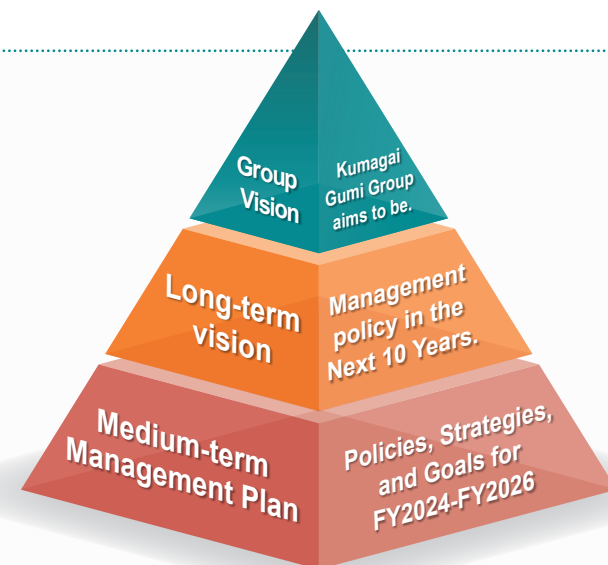 Group
Vision
Kumagai
Gumi Group
aims to be.
Long-term
vision
Management
policy in the
Next 10 Years.
Medium-term
Management Plan
Policies, Strategies,
and Goals for
FY2024-FY2026